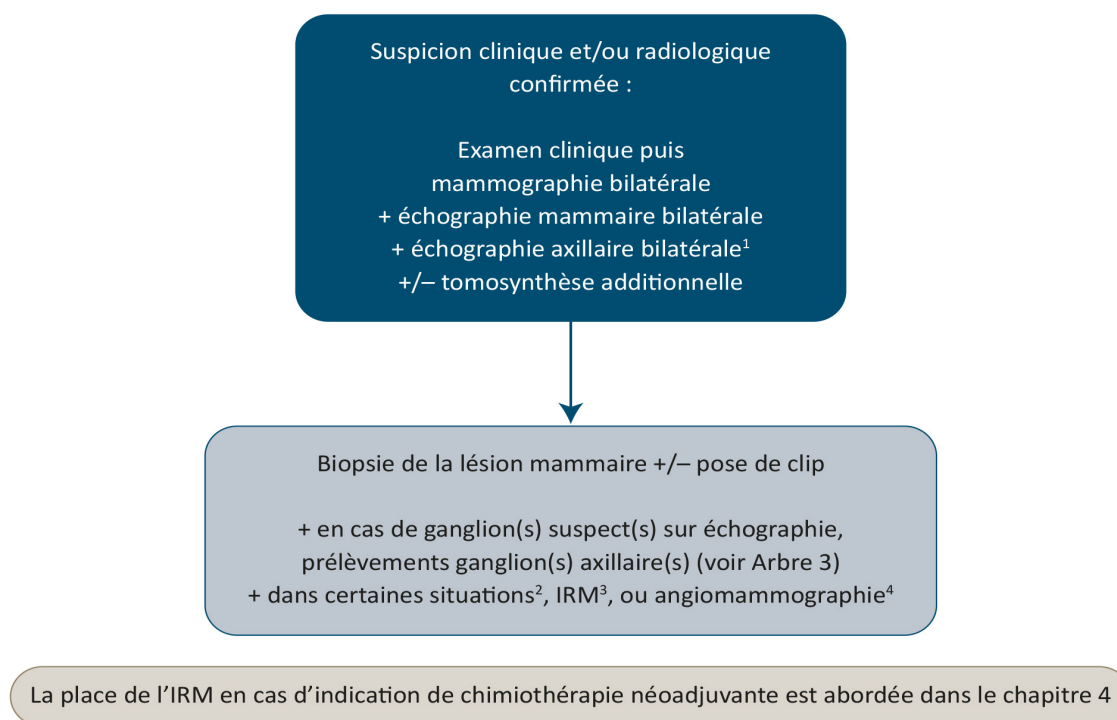 Suspicion clinique et/ou radiologique
confirmée :
Examen clinique puis
mammographie bilatérale
+ échographie mammaire bilatérale
+ échographie axillaire bilatérale¹
+/– tomosynthèse additionnelle
Biopsie de la lésion mammaire +/– pose de clip
+ en cas de ganglion(s) suspect(s) sur échographie,
prélèvements ganglion(s) axillaire(s) (voir Arbre 3)
+ dans certaines situations², IRM³, ou angiomammographie⁴
La place de l’IRM en cas d’indication de chimiothérapie néoadjuvante est abordée dans le chapitre 4